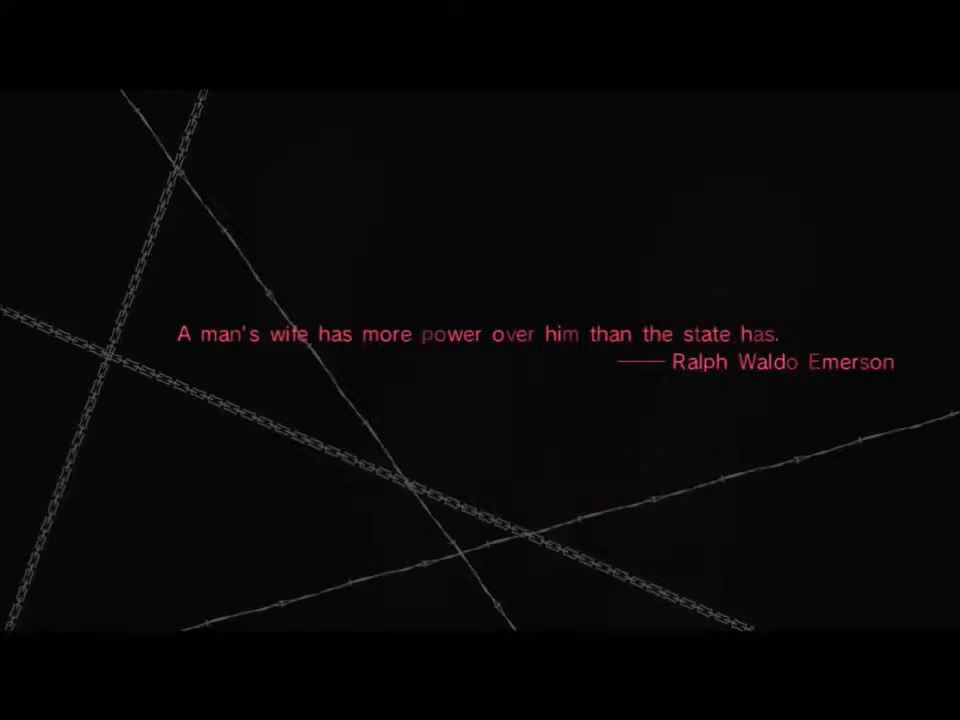 A man's wife has more power over him than the state has.
—— Ralph Waldo Emerson